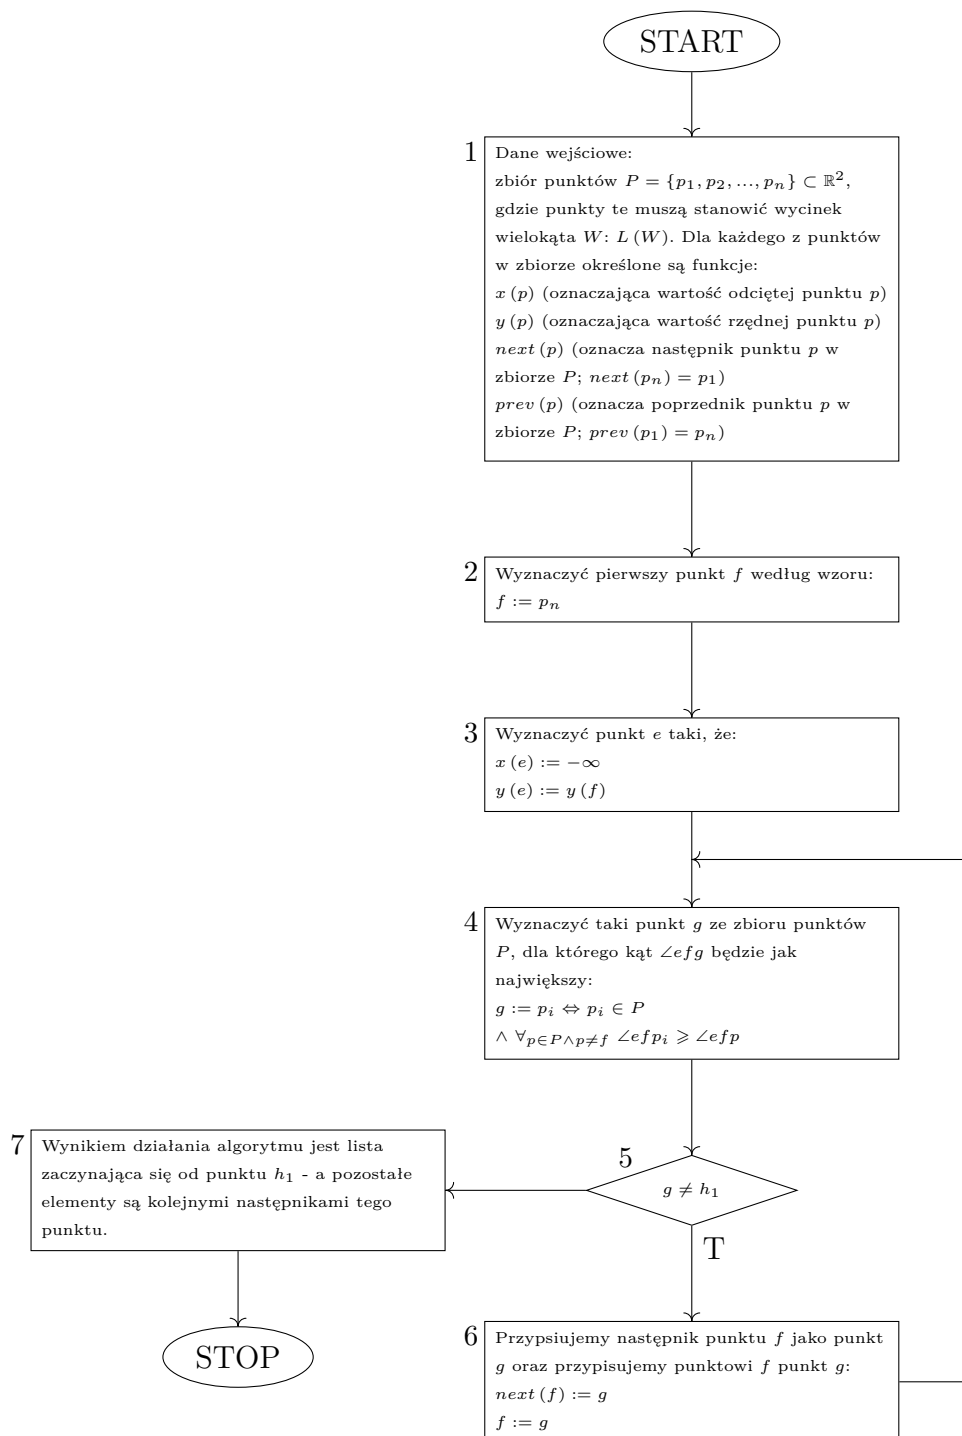 START
1
Dane wejściowe:
zbiór punktów P = {p₁, p₂, ..., pₙ} ⊂ ℝ²,
gdzie punkty te muszą stanowić wycinek
wielokąta W: L (W). Dla każdego z punktów
w zbiorze określone są funkcje:
x (p) (oznaczająca wartość odciętej punktu p)
y (p) (oznaczająca wartość rzędnej punktu p)
next (p) (oznacza następnik punktu p w
zbiorze P; next (pₙ) = p₁)
prev (p) (oznacza poprzednik punktu p w
zbiorze P; prev (p₁) = pₙ)
2
Wyznaczyć pierwszy punkt f według wzoru:
f := pₙ
3
Wyznaczyć punkt e taki, że:
x (e) := −∞
y (e) := y (f)
4
Wyznaczyć taki punkt g ze zbioru punktów
P, dla którego kąt ∠efg będzie jak
największy:
g := pᵢ ⇔ pᵢ ∈ P
∧ ∀p∈P∧p≠f ∠efpᵢ ⩾ ∠efp
5
g ≠ h₁
T
7
Wynikiem działania algorytmu jest lista
zaczynająca się od punktu h₁ - a pozostałe
elementy są kolejnymi następnikami tego
punktu.
STOP
6
Przypsiujemy następnik punktu f jako punkt
g oraz przypisujemy punktowi f punkt g:
next (f) := g
f := g